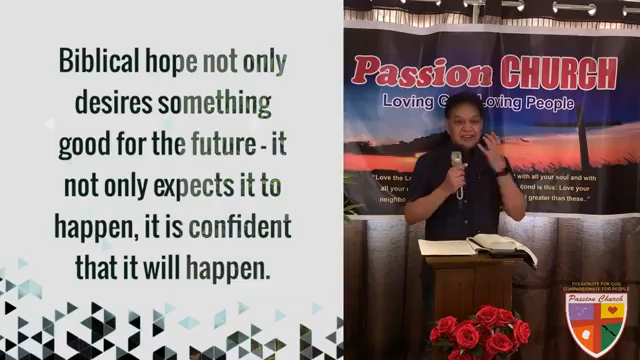 Biblical hope not only
desires something
good for the future - it
not only expects it to
happen, it is confident
that it will happen.
Passion CHURCH
Loving Loving People
"Love the Lo with all your soul and with
all your cond is this: Love your
neighbo greater than these.."
PASSIONATE FOR GOD
COMPASSIONATE FOR PEOPLE
Passion Church